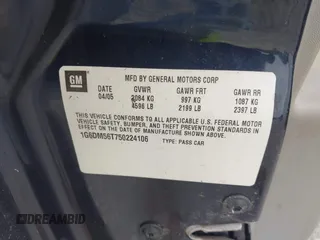 GM
MFD BY GENERAL MOTORS CORP
DATE GVWR GAWR FRT GAWR RR
04/05 2084 KG 997 KG 1087 KG
4596 LB 2199 LB 2397 LB
THIS VEHICLE CONFORMS TO ALL APPLICABLE U.S. FEDERAL MOTOR
VEHICLE SAFETY, BUMPER, AND THEFT PREVENTION STANDARDS IN
EFFECT ON THE DATE OF MANUFACTURE SHOWN ABOVE.
1G6DM56T750224106 TYPE: PASS CAR
DREAMBID